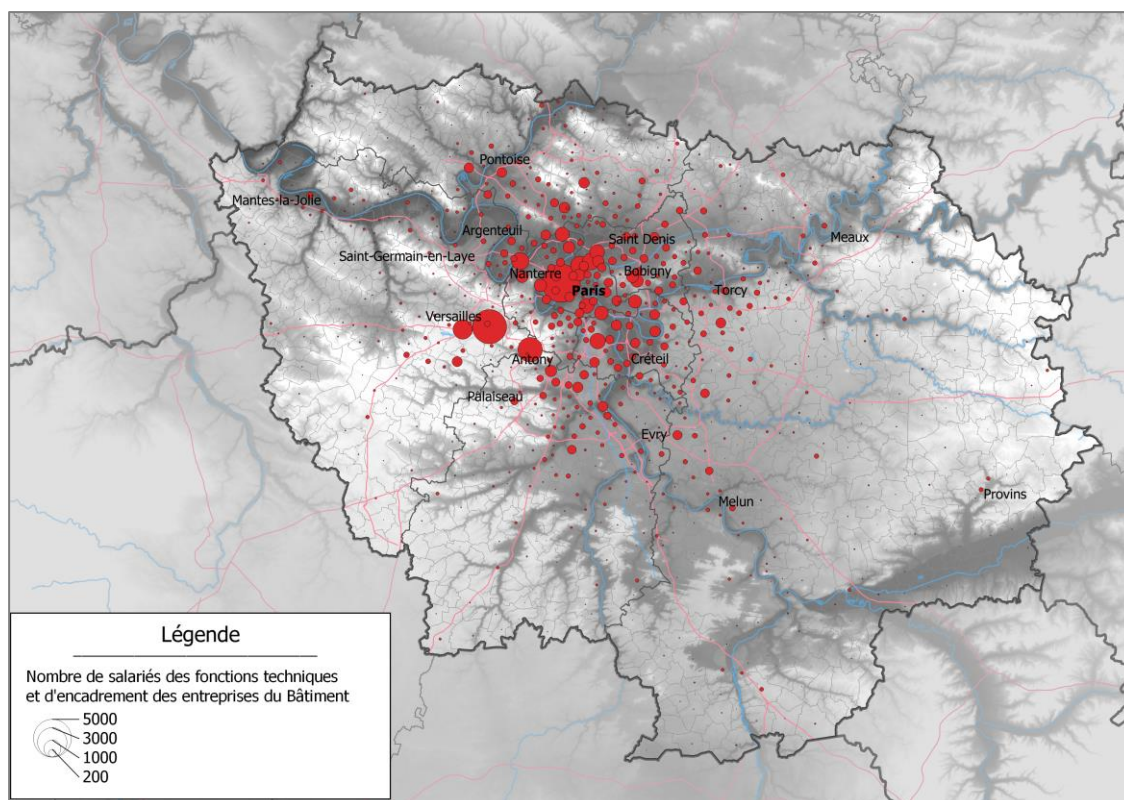 Pontoise
Mantes-la-Jolie
Argenteuil
Saint Denis
Meaux
Saint-Germain-en-Laye
Nanterre
Bobigny
Paris
Torcy
Versailles
Antony
Créteil
Palaiseau
Evry
Provins
Melun
Légende
Nombre de salariés des fonctions techniques
et d'encadrement des entreprises du Bâtiment
5000
3000
1000
200